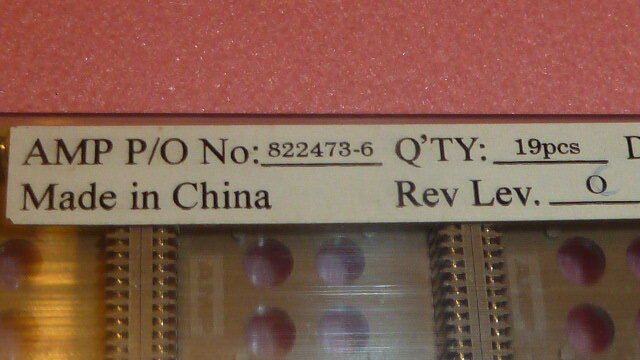 AMP P/O No: 822473-6 Q'TY: 19pcs D
Made in China Rev Lev. O